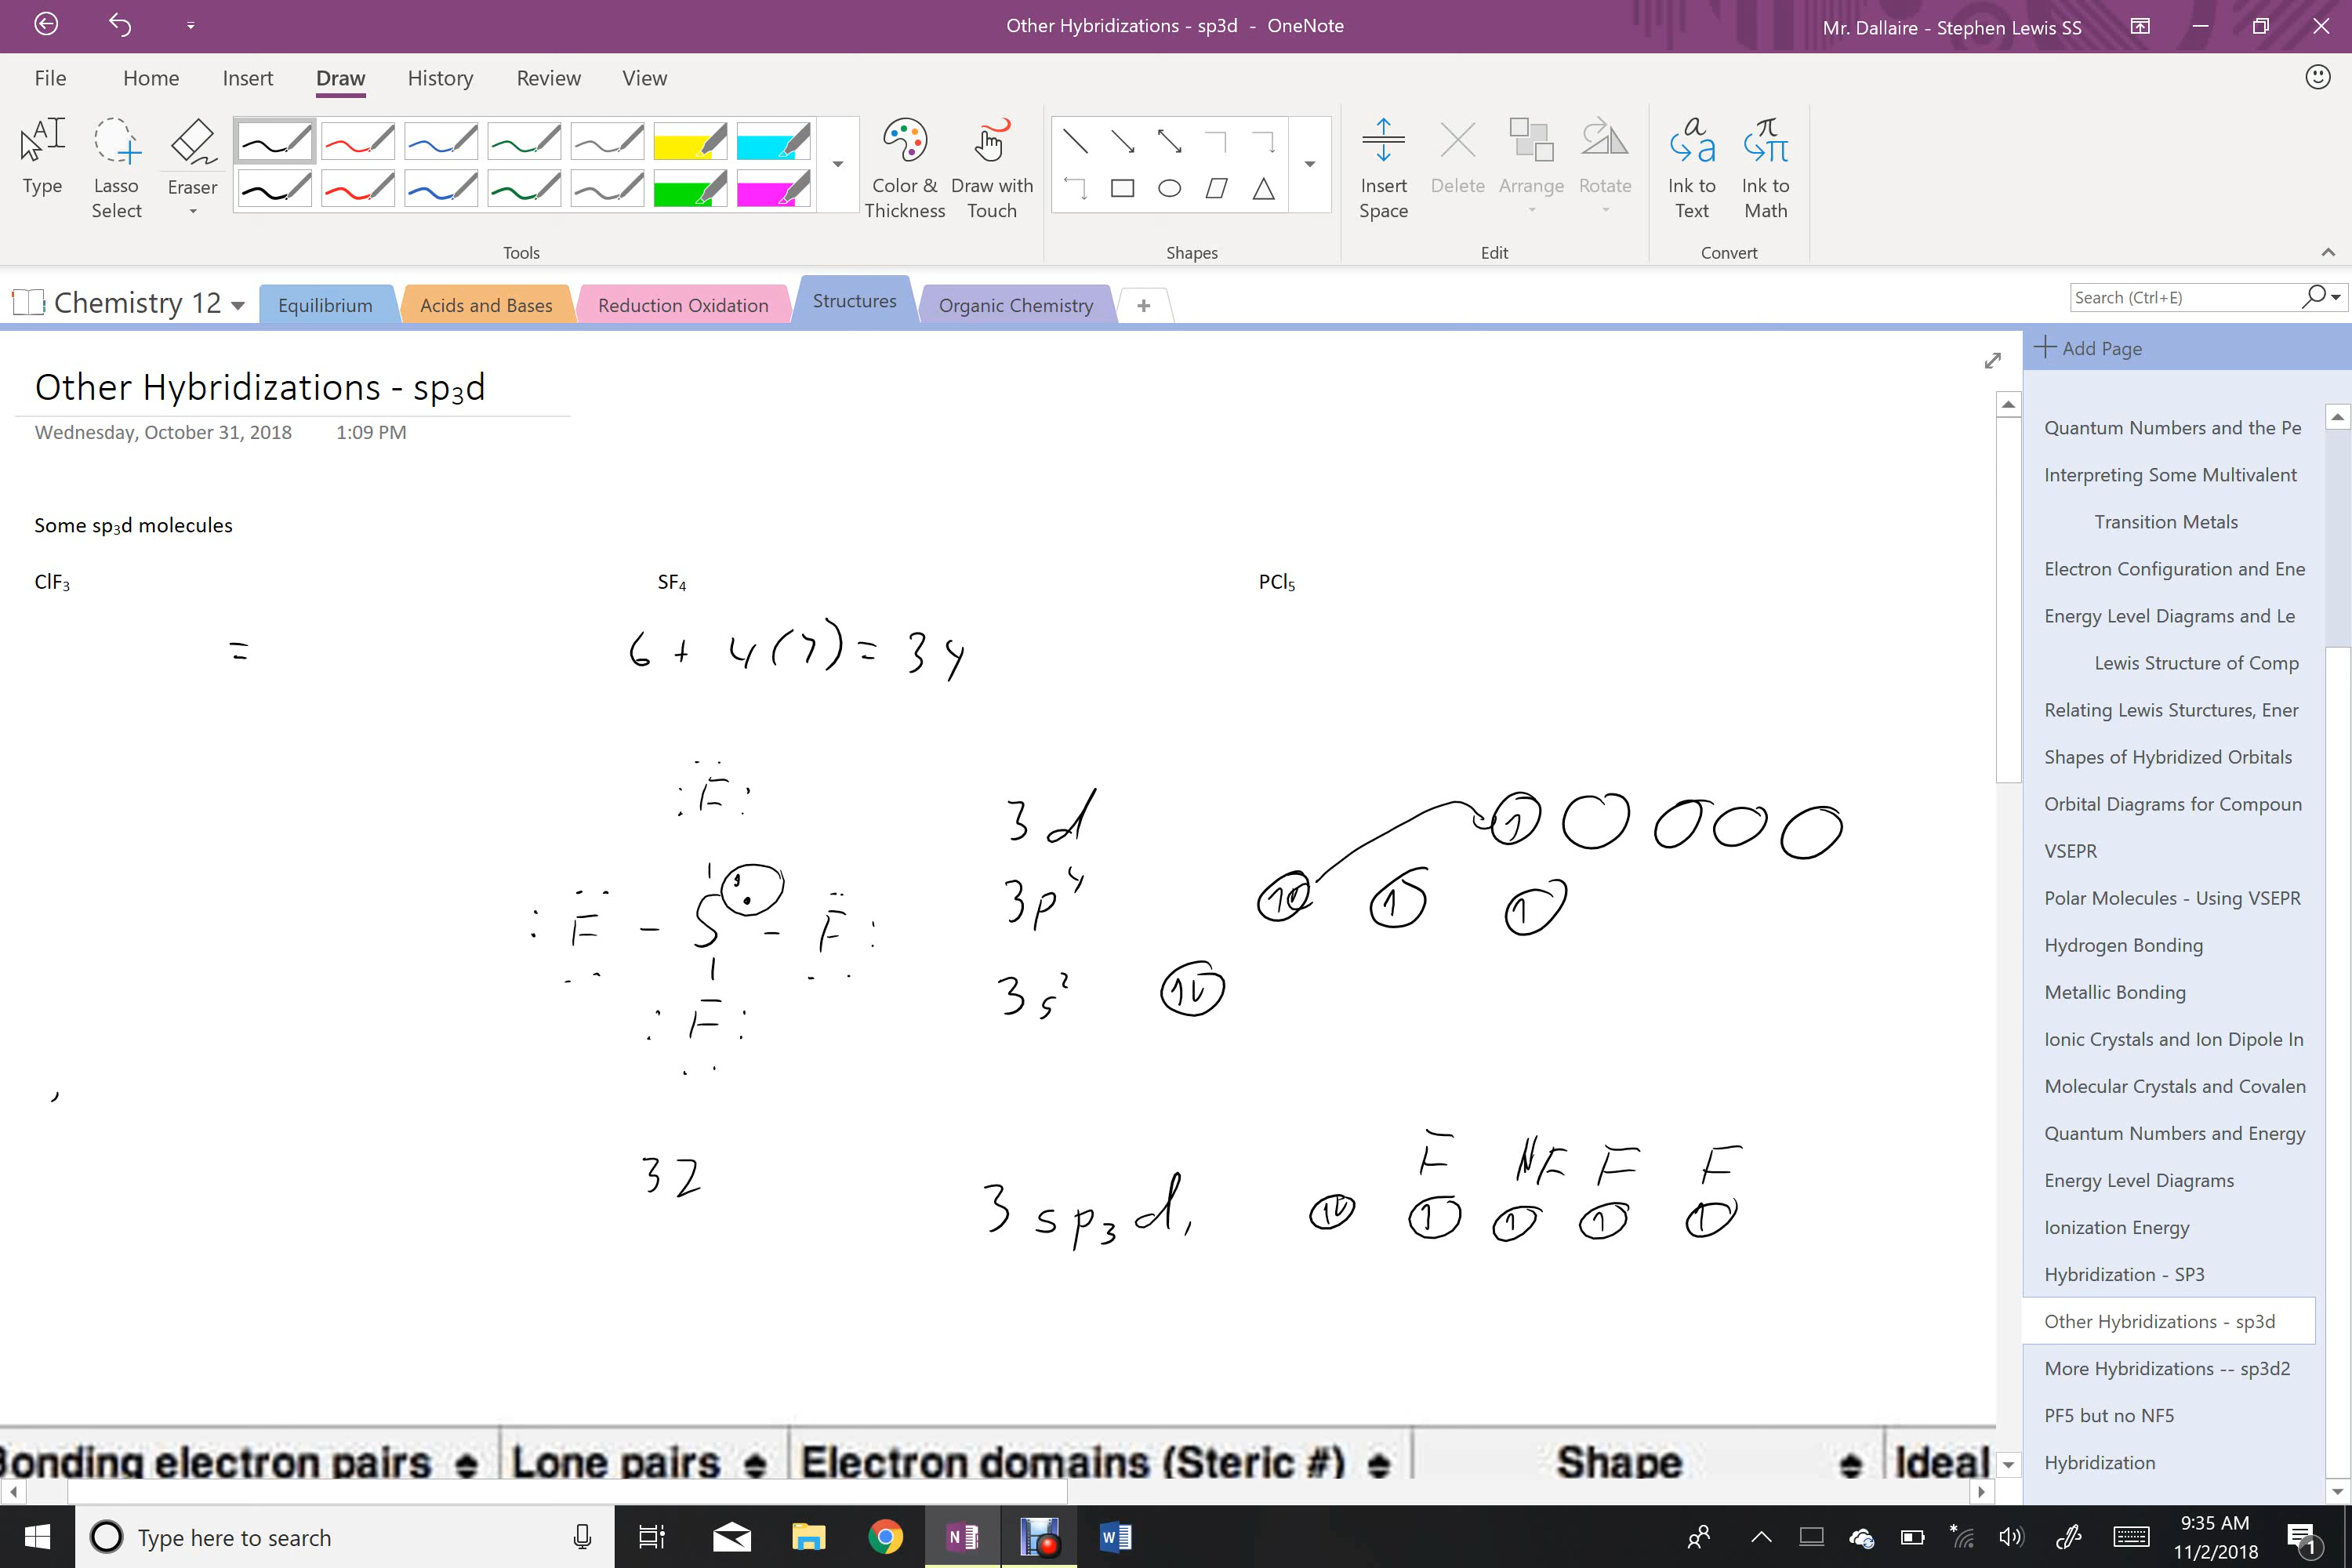 Other Hybridizations - sp3d - OneNote
Mr. Dallaire - Stephen Lewis SS
File Home Insert Draw History Review View
Type
Lasso Select
Eraser
Color & Thickness
Draw with Touch
Insert Space
Delete
Arrange
Rotate
Ink to Text
Ink to Math
Tools Shapes Edit Convert
Chemistry 12
Equilibrium
Acids and Bases
Reduction Oxidation
Structures
Organic Chemistry
+
Search (Ctrl+E)
Other Hybridizations - sp₃d
Wednesday, October 31, 2018 1:09 PM
Some sp₃d molecules
ClF₃ SF₄ PCl₅
=
6 + 4(7) = 34
:F:
:F - S - F:
:F:
32
3d
3p⁴
3s²
F F F F
3sp₃d,
Bonding electron pairs Lone pairs Electron domains (Steric #) Shape Ideal
Add Page
Quantum Numbers and the Pe
Interpreting Some Multivalent
Transition Metals
Electron Configuration and Ene
Energy Level Diagrams and Le
Lewis Structure of Comp
Relating Lewis Sturctures, Ener
Shapes of Hybridized Orbitals
Orbital Diagrams for Compoun
VSEPR
Polar Molecules - Using VSEPR
Hydrogen Bonding
Metallic Bonding
Ionic Crystals and Ion Dipole In
Molecular Crystals and Covalen
Quantum Numbers and Energy
Energy Level Diagrams
Ionization Energy
Hybridization - SP3
Other Hybridizations - sp3d
More Hybridizations -- sp3d2
PF5 but no NF5
Hybridization
Type here to search
9:35 AM
11/2/2018
1